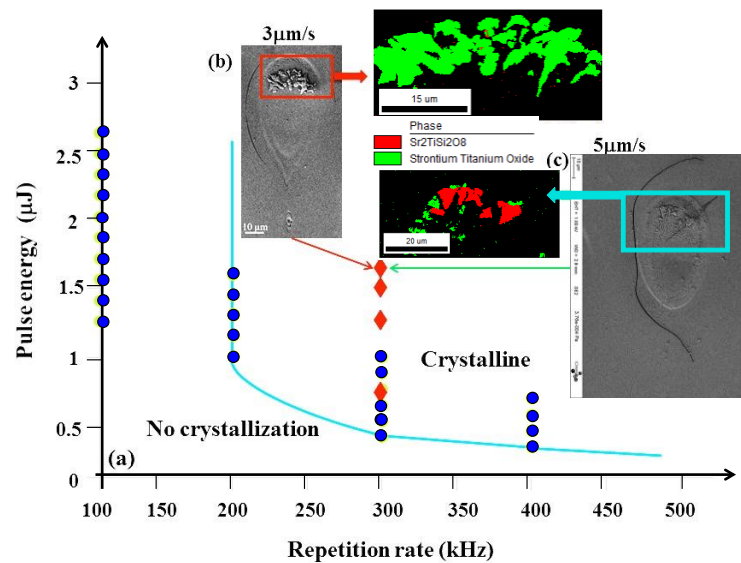 3μm/s
(b)
15 um
Phase
Sr2TiSi2O8
Strontium Titanium Oxide
(c)
5μm/s
20 um
10 μm
Pulse energy (μJ)
3
2.5
2
1.5
1
0.5
0
Crystalline
No crystallization
(a)
100
150
200
250
300
350
400
450
500
Repetition rate (kHz)